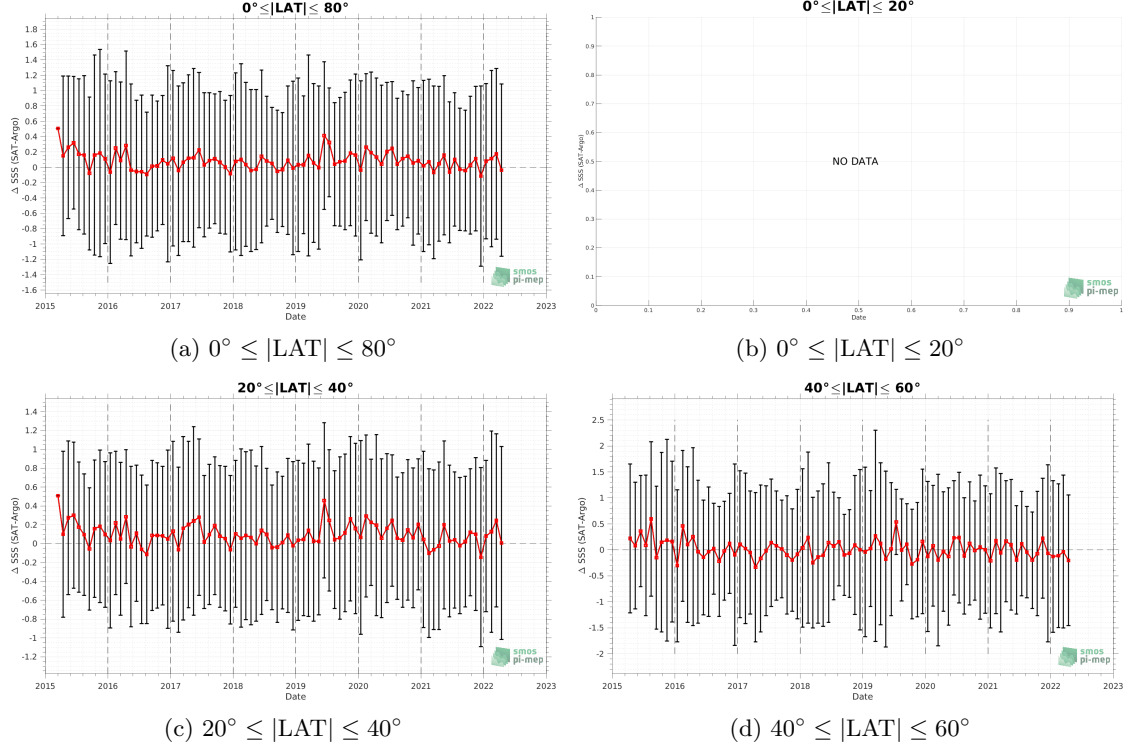 0°≤|LAT|≤ 80°
Δ SSS (SAT-Argo)
1.8
1.6
1.4
1.2
1
0.8
0.6
0.4
0.2
0
-0.2
-0.4
-0.6
-0.8
-1
-1.2
-1.4
-1.6
2015 2016 2017 2018 2019 2020 2021 2022 2023
Date
smos
pi-mep
(a) 0° ≤ |LAT| ≤ 80°
0°≤|LAT|≤ 20°
Δ SSS (SAT-Argo)
1
0.9
0.8
0.7
0.6
0.5
0.4
0.3
0.2
0.1
0
NO DATA
0 0.1 0.2 0.3 0.4 0.5 0.6 0.7 0.8 0.9 1
Date
smos
pi-mep
(b) 0° ≤ |LAT| ≤ 20°
20°≤|LAT|≤ 40°
Δ SSS (SAT-Argo)
1.4
1.2
1
0.8
0.6
0.4
0.2
0
-0.2
-0.4
-0.6
-0.8
-1
-1.2
2015 2016 2017 2018 2019 2020 2021 2022 2023
Date
smos
pi-mep
(c) 20° ≤ |LAT| ≤ 40°
40°≤|LAT|≤ 60°
Δ SSS (SAT-Argo)
2.5
2
1.5
1
0.5
0
-0.5
-1
-1.5
-2
2015 2016 2017 2018 2019 2020 2021 2022 2023
Date
smos
pi-mep
(d) 40° ≤ |LAT| ≤ 60°